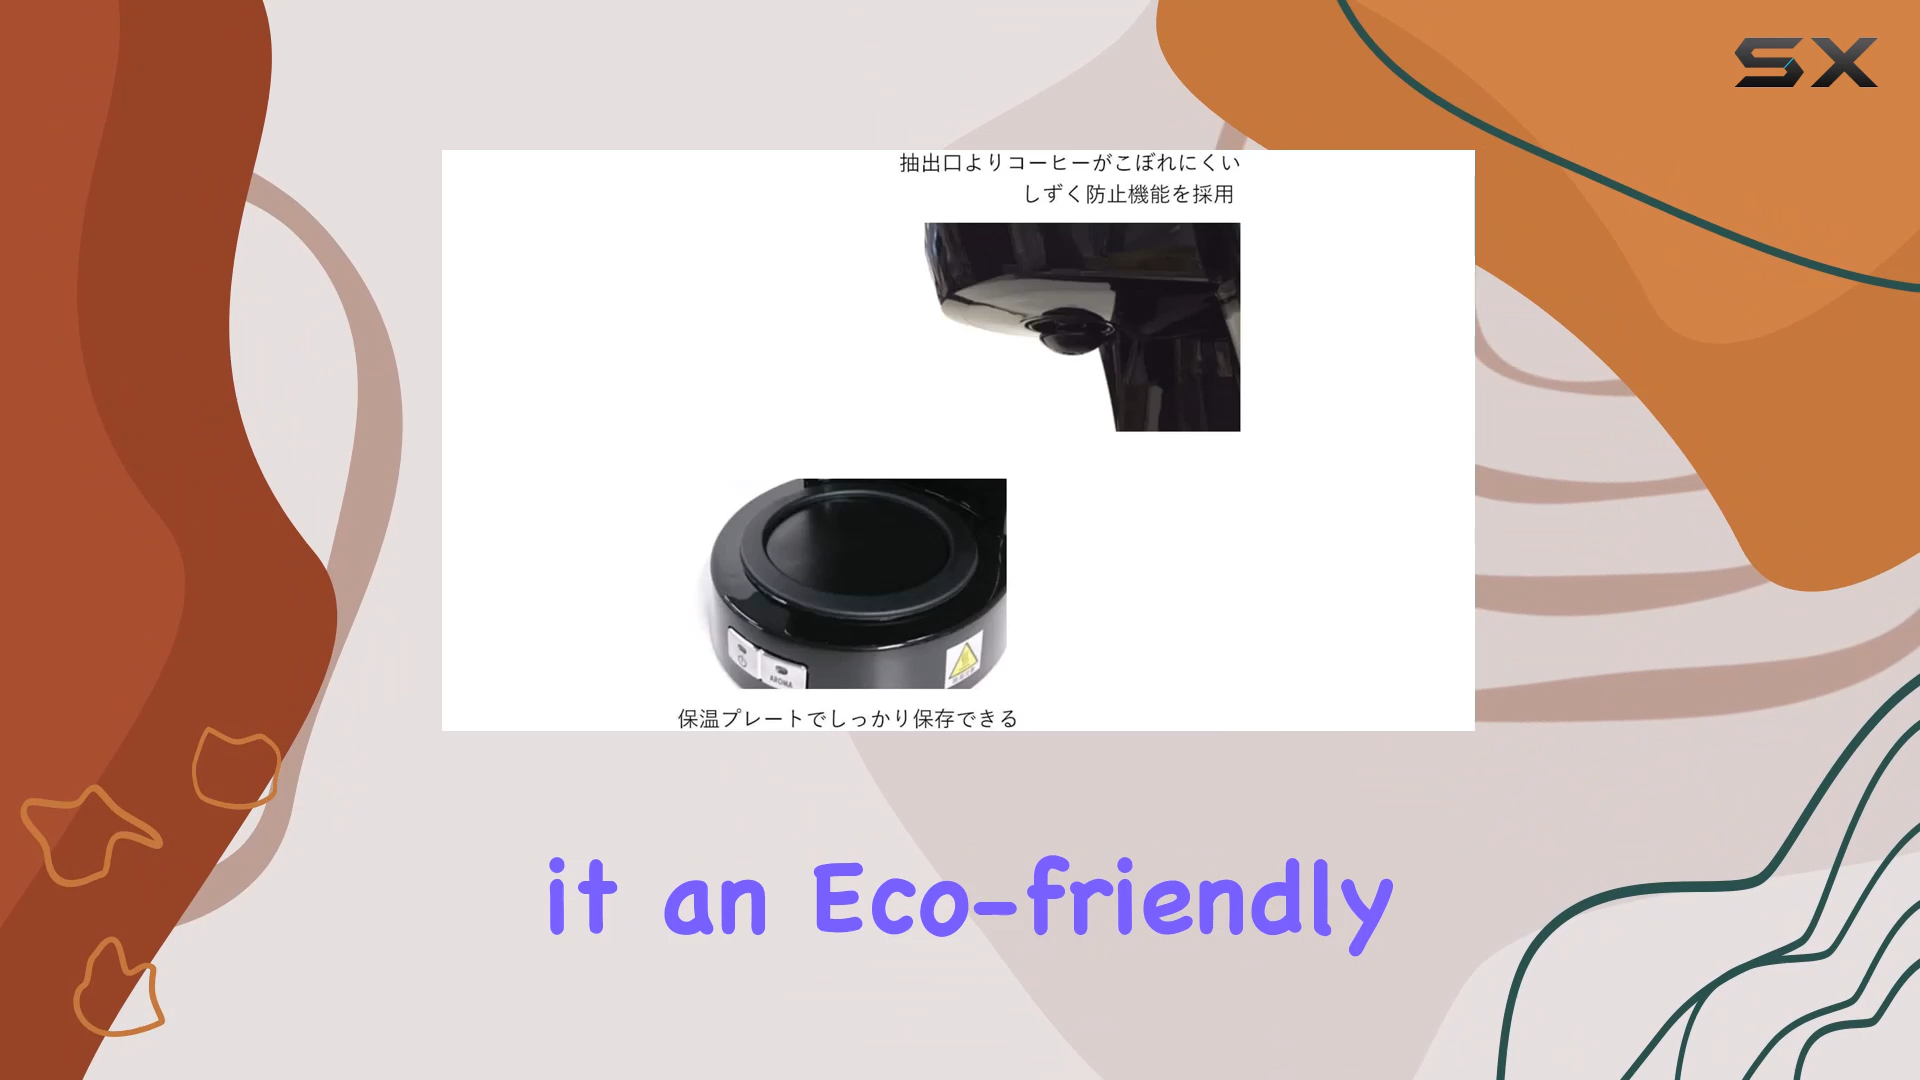 SX
抽出口よりコーヒーがこぼれにくい
しずく防止機能を採用
AROMA
保温プレートでしっかり保存できる
it an Eco-friendly